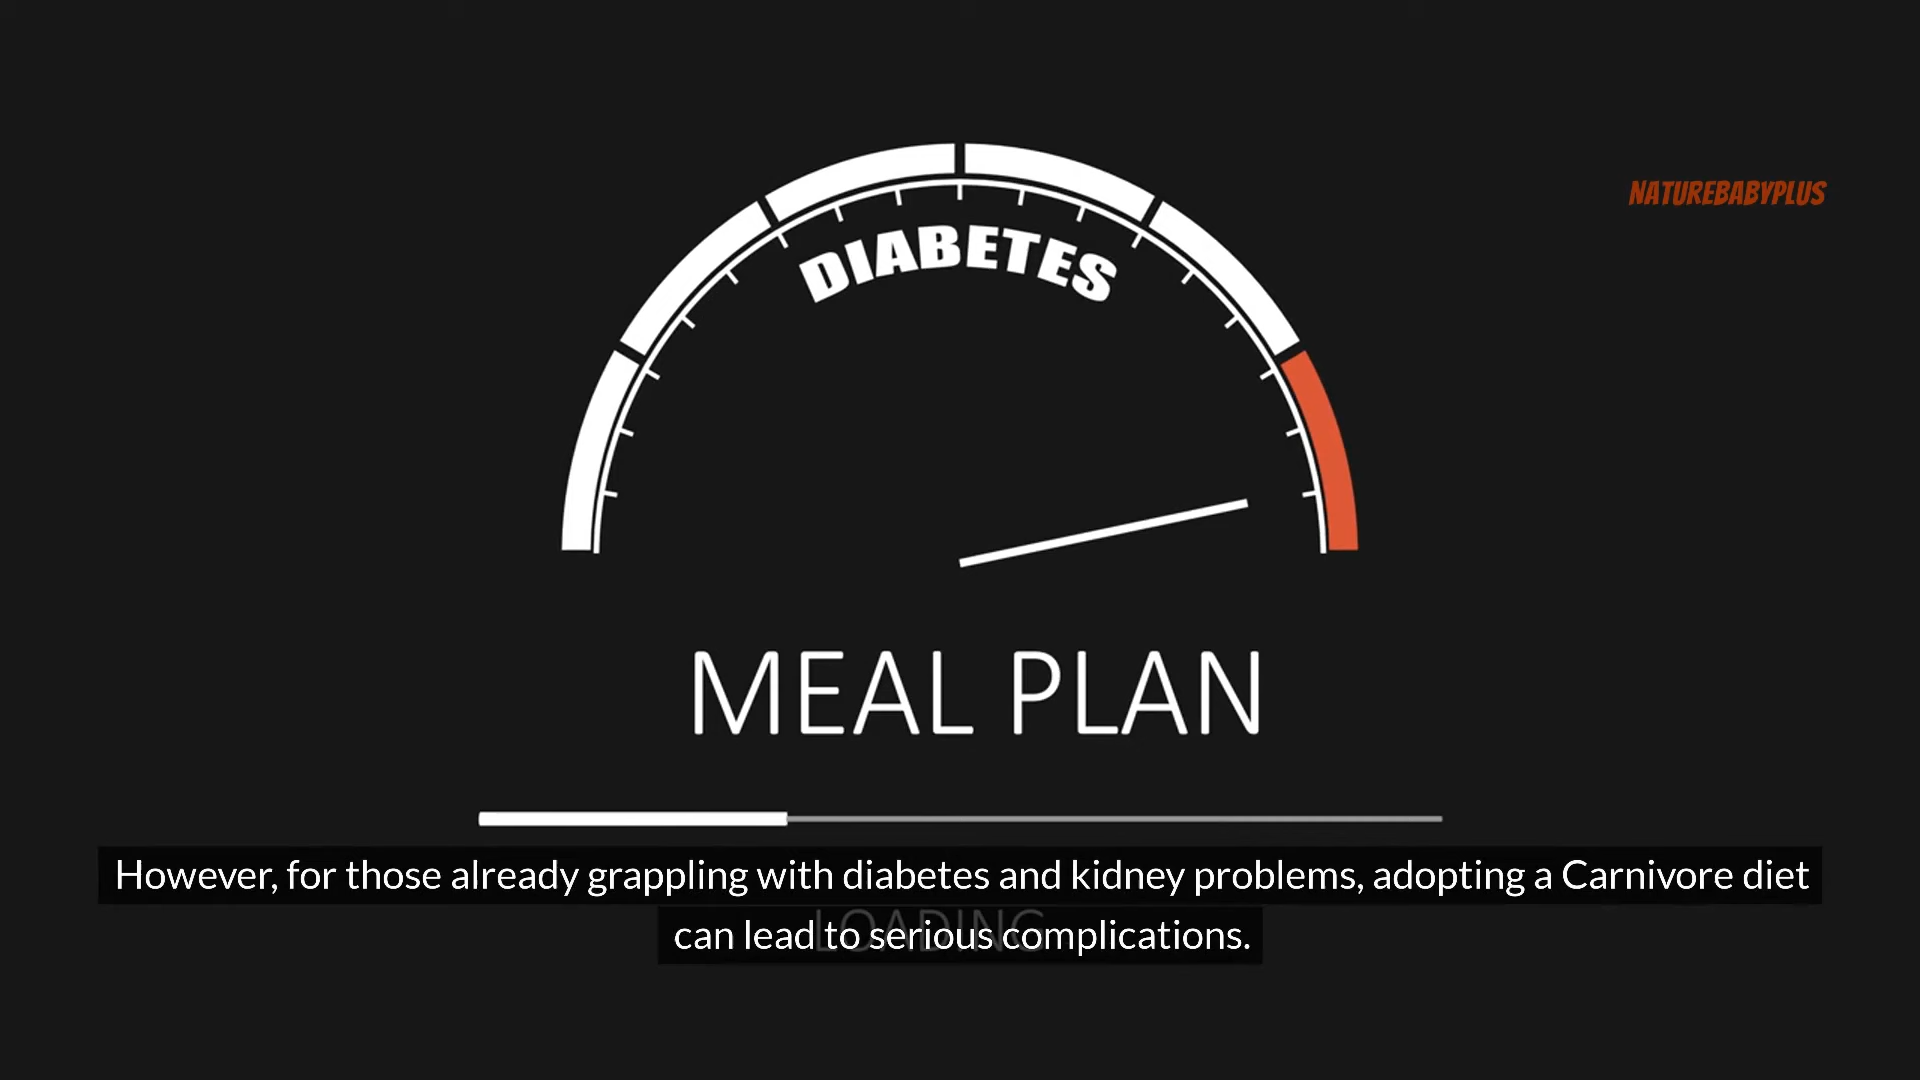 NATUREBABYPLUS
DIABETES
MEAL PLAN
However, for those already grappling with diabetes and kidney problems, adopting a Carnivore diet
can lead to serious complications.
LOADING